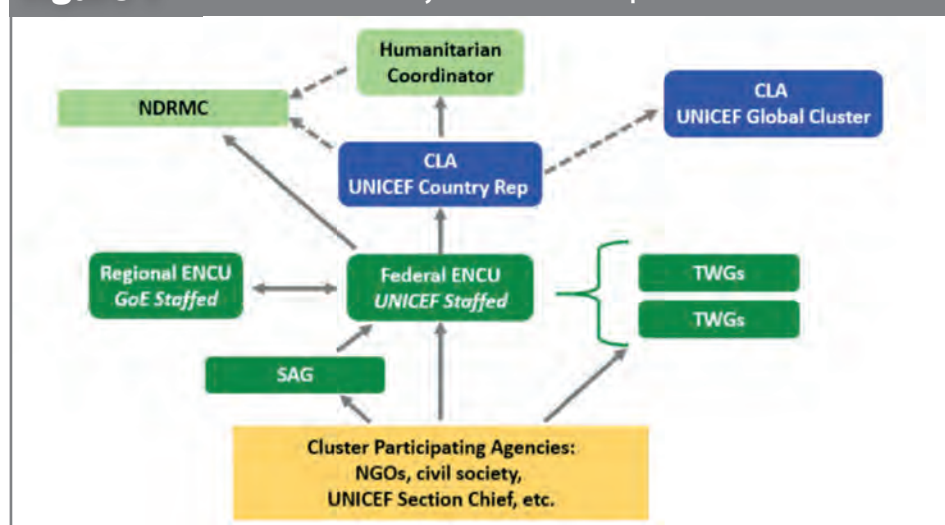 Humanitarian
Coordinator
NDRMC
CLA
UNICEF Global Cluster
CLA
UNICEF Country Rep
Regional ENCU
GoE Staffed
Federal ENCU
UNICEF Staffed
TWGs
TWGs
SAG
Cluster Participating Agencies:
NGOs, civil society,
UNICEF Section Chief, etc.